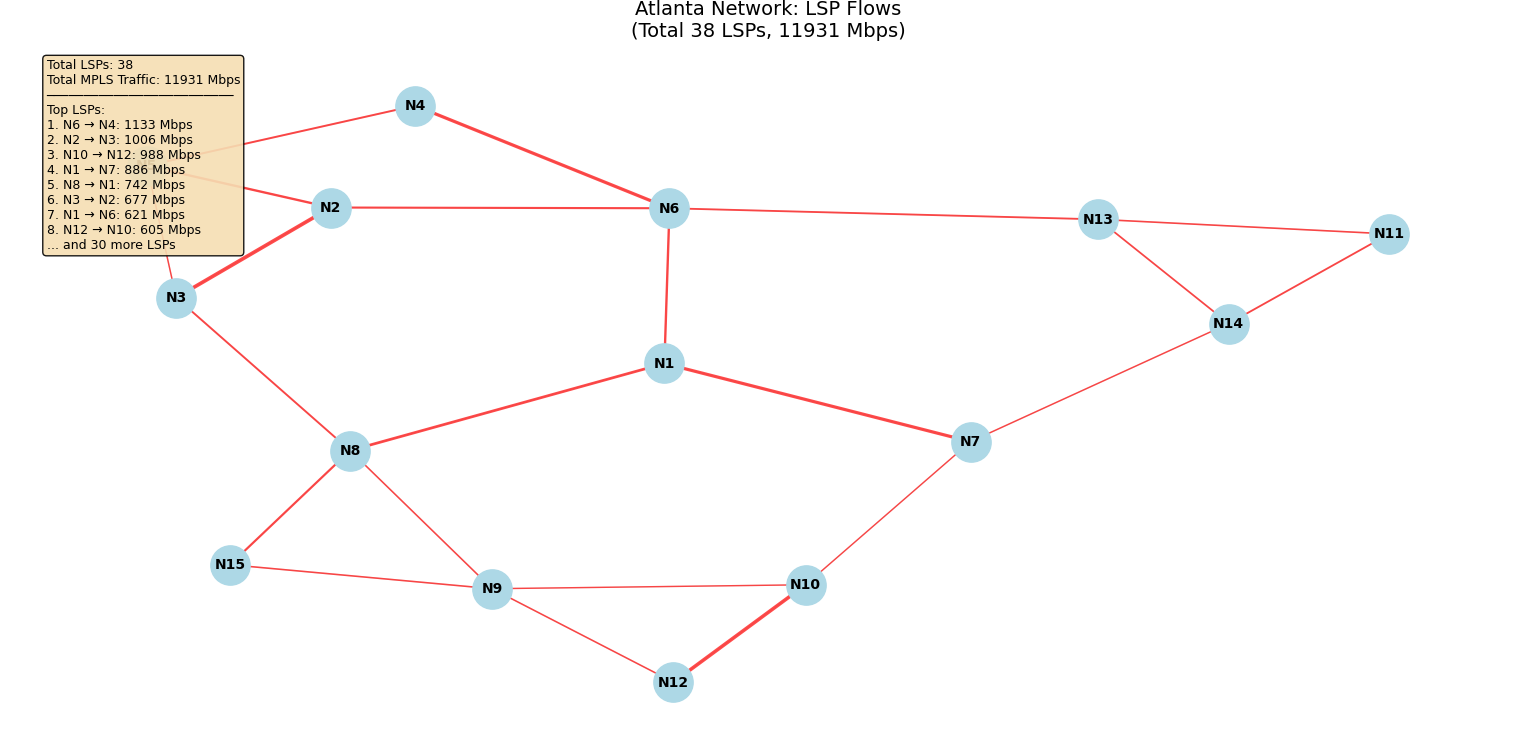 Atlanta Network: LSP Flows
(Total 38 LSPs, 11931 Mbps)
Total LSPs: 38
Total MPLS Traffic: 11931 Mbps
Top LSPs:
1. N6 → N4: 1133 Mbps
2. N2 → N3: 1006 Mbps
3. N10 → N12: 988 Mbps
4. N1 → N7: 886 Mbps
5. N8 → N1: 742 Mbps
6. N3 → N2: 677 Mbps
7. N1 → N6: 621 Mbps
8. N12 → N10: 605 Mbps
... and 30 more LSPs
N4
N2
N6
N13
N11
N3
N14
N1
N7
N8
N15
N9
N10
N12